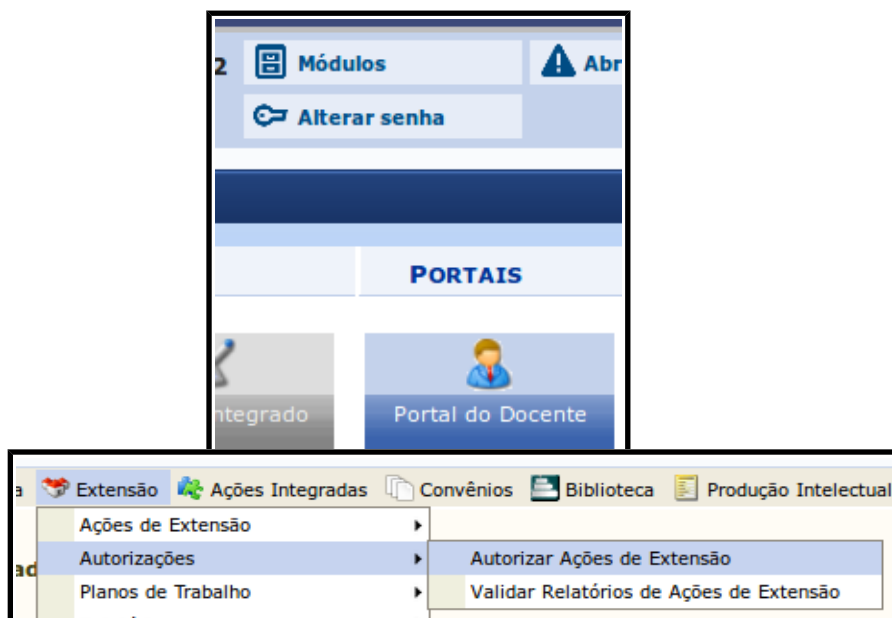 2 Módulos Abr
Alterar senha
PORTAIS
ntegrado Portal do Docente
a Extensão Ações Integradas Convênios Biblioteca Produção Intelectual
Ações de Extensão
ad Autorizações Autorizar Ações de Extensão
Planos de Trabalho Validar Relatórios de Ações de Extensão